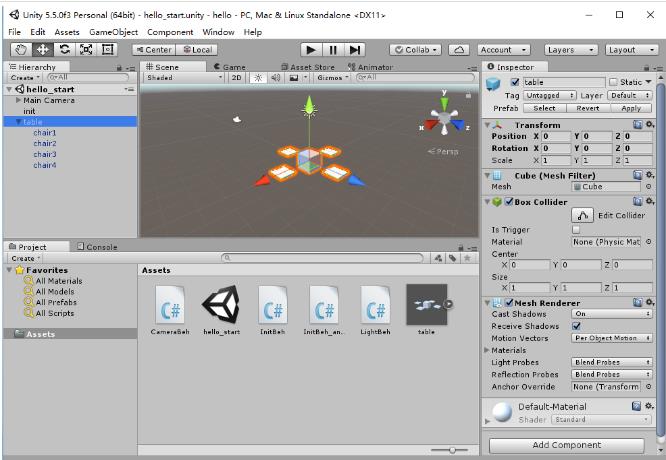 Unity 5.5.0f3 Personal (64bit) - hello_start.unity - hello - PC, Mac & Linux Standalone <DX11>
File Edit Assets GameObject Component Window Help
Center Local Collab Account Layers Layout
Hierarchy
Create All
hello_start
Main Camera
init
table
chair1
chair2
chair3
chair4
Scene Game Asset Store Animator
Shaded 2D Gizmos All
y
x z
Persp
Inspector
table Static
Tag Untagged Layer Default
Prefab Select Revert Apply
Transform
Position X 0 Y 0 Z 0
Rotation X 0 Y 0 Z 0
Scale X 1 Y 1 Z 1
Cube (Mesh Filter)
Mesh Cube
Box Collider
Edit Collider
Is Trigger
Material None (Physic Mat
Center
X 0 Y 0 Z 0
Size
X 1 Y 1 Z 1
Mesh Renderer
Cast Shadows On
Receive Shadows
Motion Vectors Per Object Motion
Materials
Light Probes Blend Probes
Reflection Probes Blend Probes
Anchor Override None (Transform
Default-Material
Shader Standard
Add Component
Project Console
Create
Favorites
All Materials
All Models
All Prefabs
All Scripts
Assets
Assets
C# C# C# C#
CameraBeh hello_start InitBeh InitBeh_an... LightBeh table